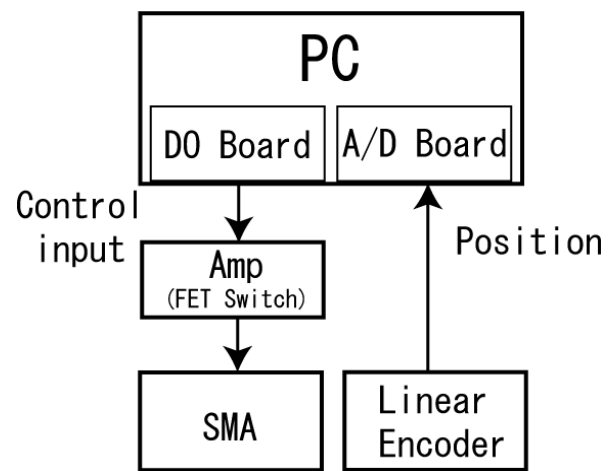 PC
DO Board
A/D Board
Control
input
Position
Amp
(FET Switch)
SMA
Linear
Encoder